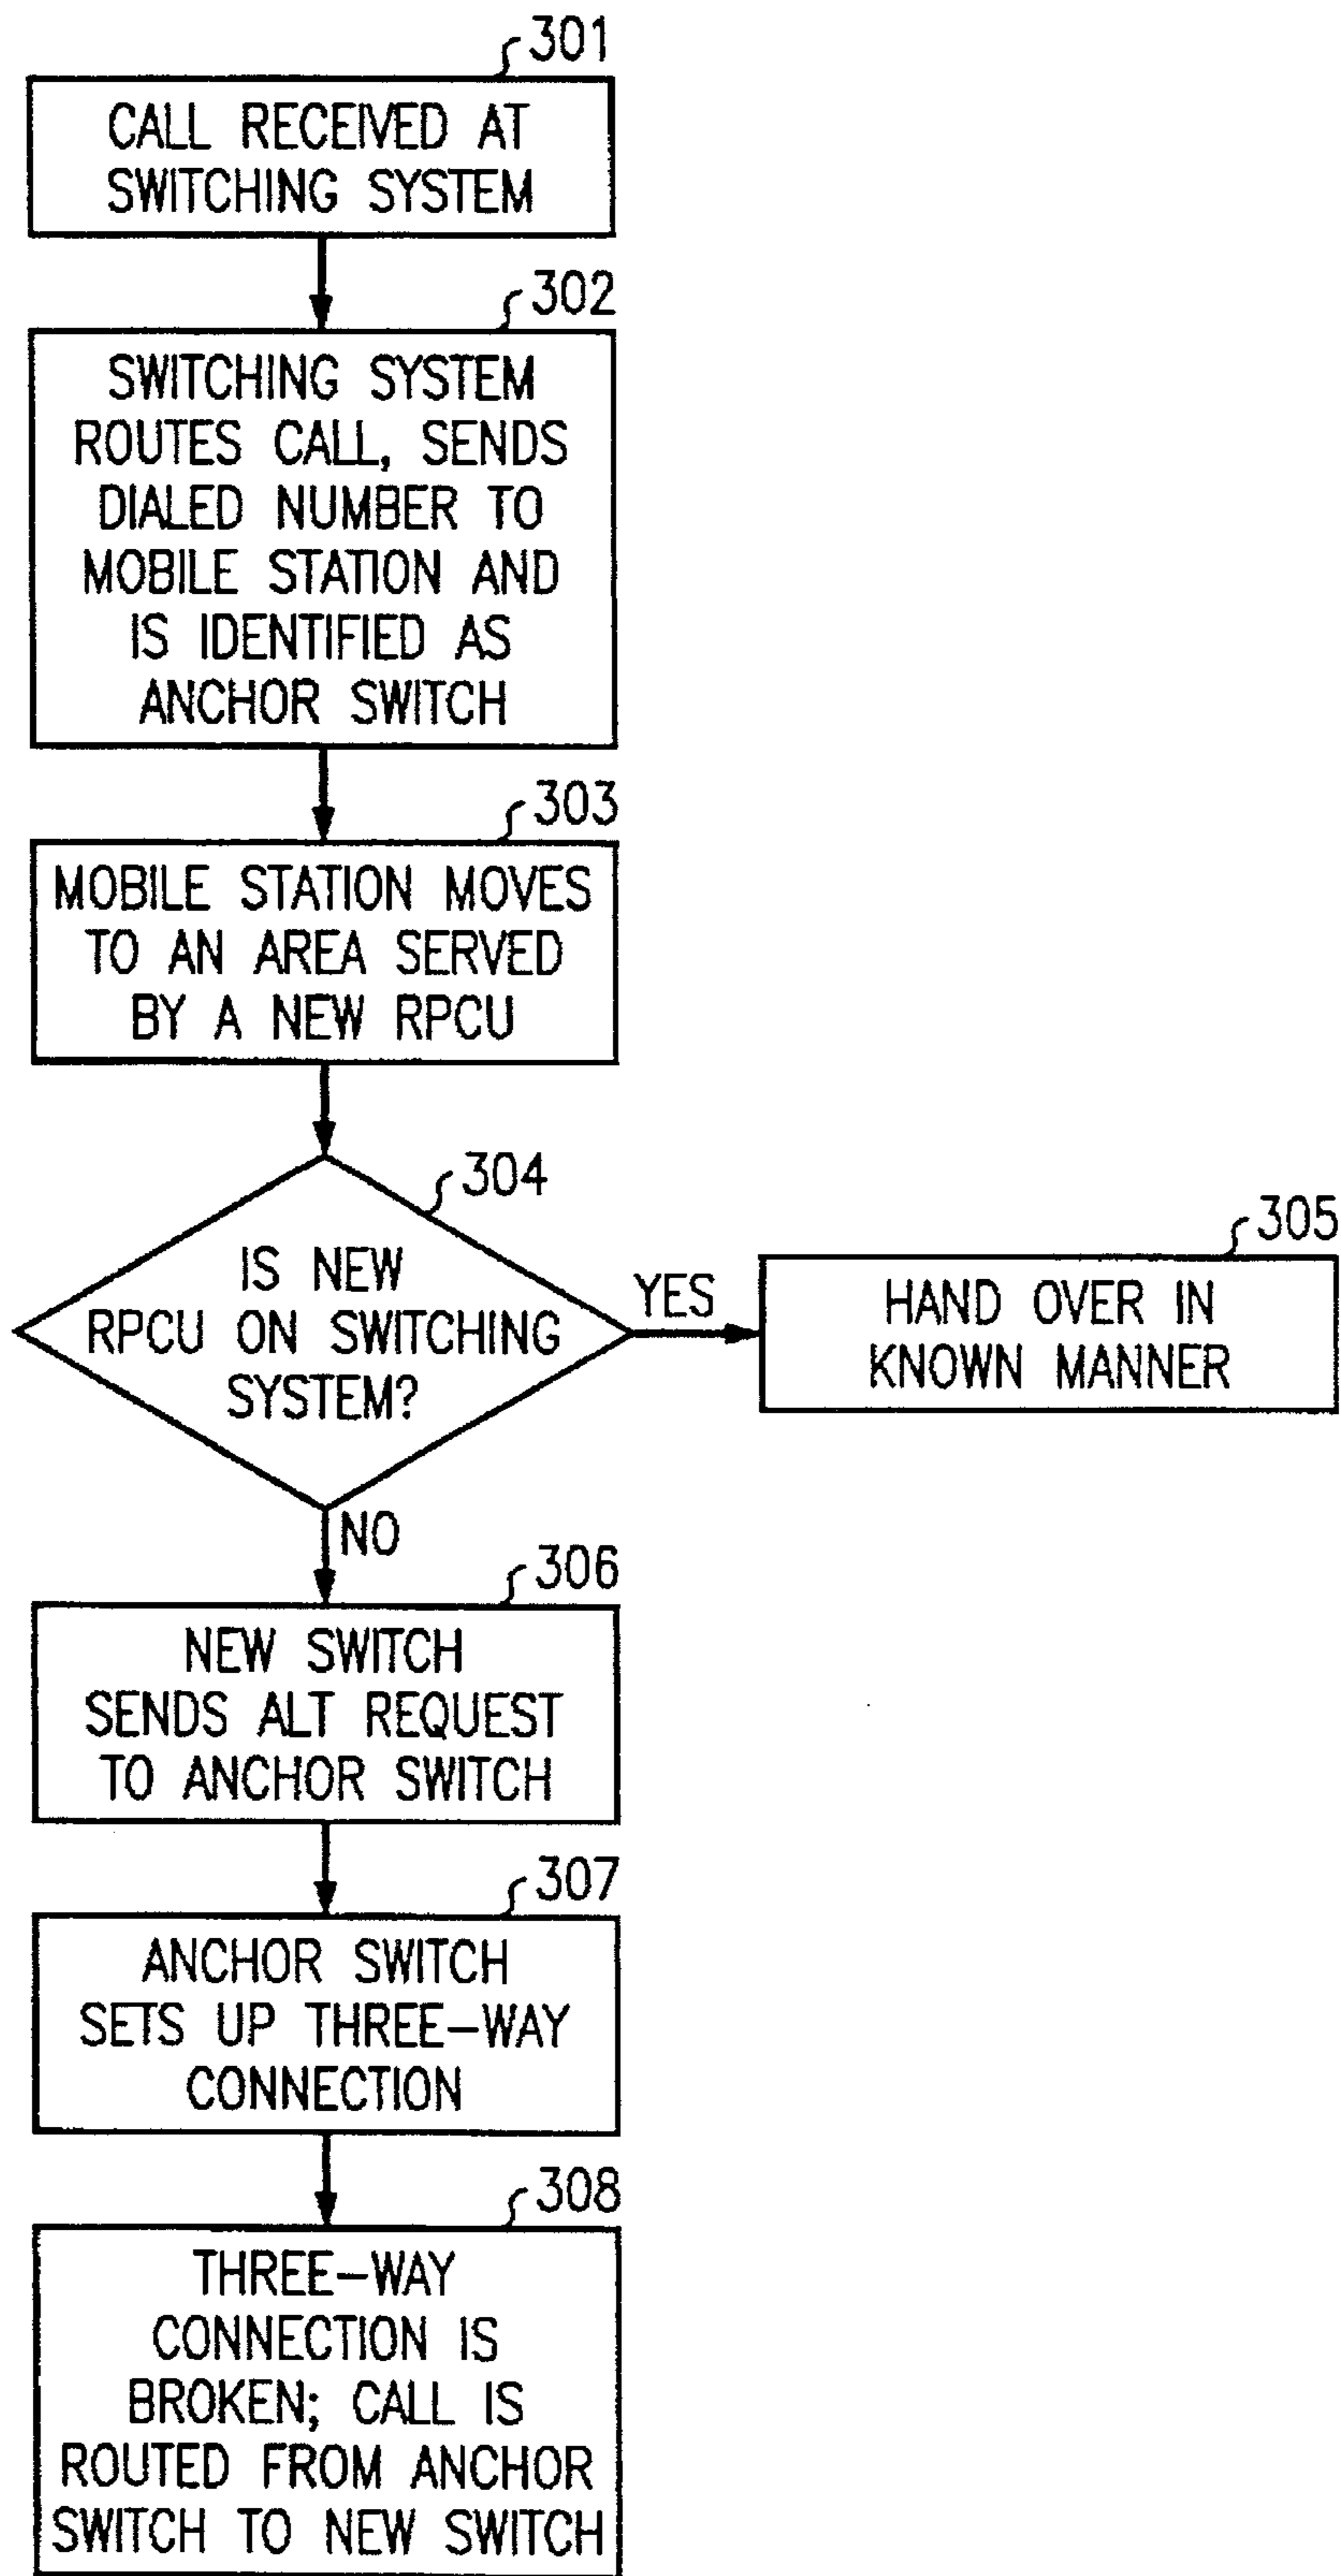 301
CALL RECEIVED AT
SWITCHING SYSTEM
302
SWITCHING SYSTEM
ROUTES CALL, SENDS
DIALED NUMBER TO
MOBILE STATION AND
IS IDENTIFIED AS
ANCHOR SWITCH
303
MOBILE STATION MOVES
TO AN AREA SERVED
BY A NEW RPCU
304
IS NEW
RPCU ON SWITCHING
SYSTEM?
YES
305
HAND OVER IN
KNOWN MANNER
NO
306
NEW SWITCH
SENDS ALT REQUEST
TO ANCHOR SWITCH
307
ANCHOR SWITCH
SETS UP THREE-WAY
CONNECTION
308
THREE-WAY
CONNECTION IS
BROKEN; CALL IS
ROUTED FROM ANCHOR
SWITCH TO NEW SWITCH